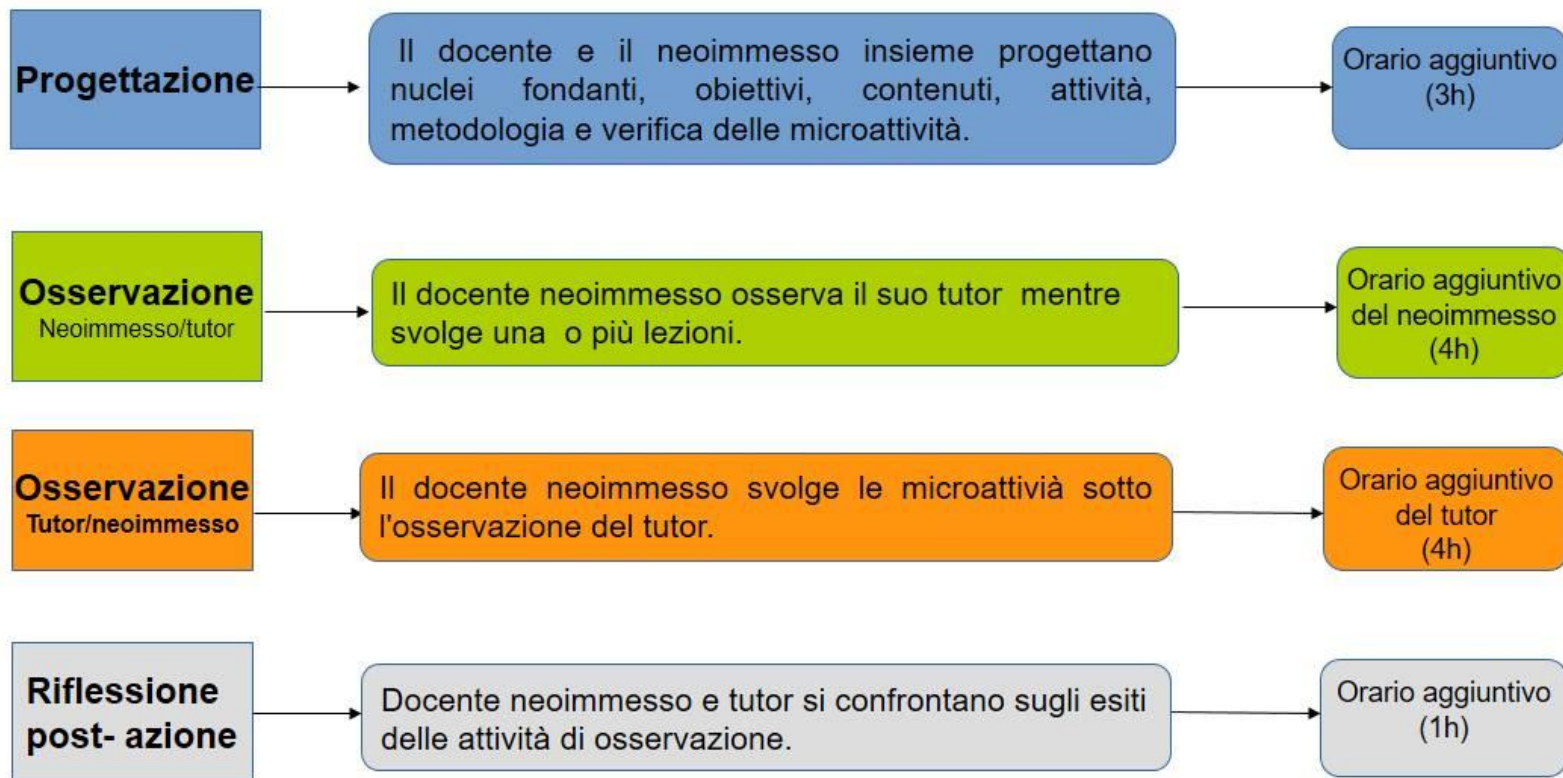 Progettazione
Il docente e il neoimmesso insieme progettano
nuclei fondanti, obiettivi, contenuti, attività,
metodologia e verifica delle microattività.
Orario aggiuntivo
(3h)
Osservazione
Neoimmesso/tutor
Il docente neoimmesso osserva il suo tutor mentre
svolge una o più lezioni.
Orario aggiuntivo
del neoimmesso
(4h)
Osservazione
Tutor/neoimmesso
Il docente neoimmesso svolge le microattivià sotto
l'osservazione del tutor.
Orario aggiuntivo
del tutor
(4h)
Riflessione
post- azione
Docente neoimmesso e tutor si confrontano sugli esiti
delle attività di osservazione.
Orario aggiuntivo
(1h)